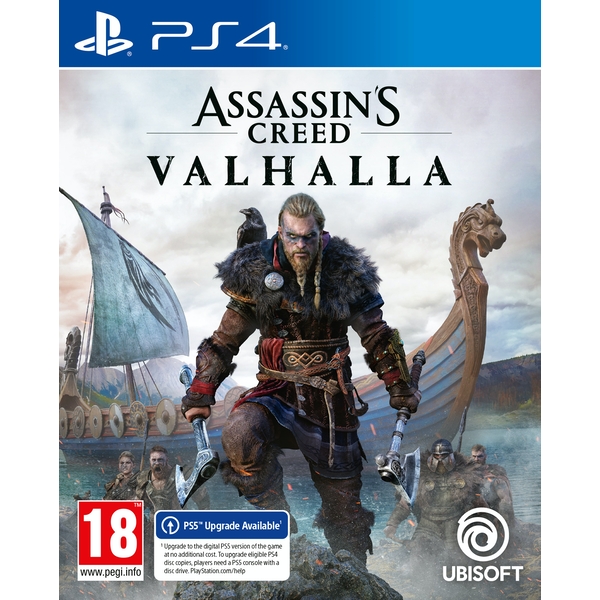 PS4
ASSASSIN'S
CREED
VALHALLA
18
www.pegi.info
PS5™ Upgrade Available¹
¹ Upgrade to the digital PS5 version of the game
at no additional cost. To upgrade eligible PS4
disc copies, players need a PS5 console with a
disc drive. PlayStation.com/help
UBISOFT